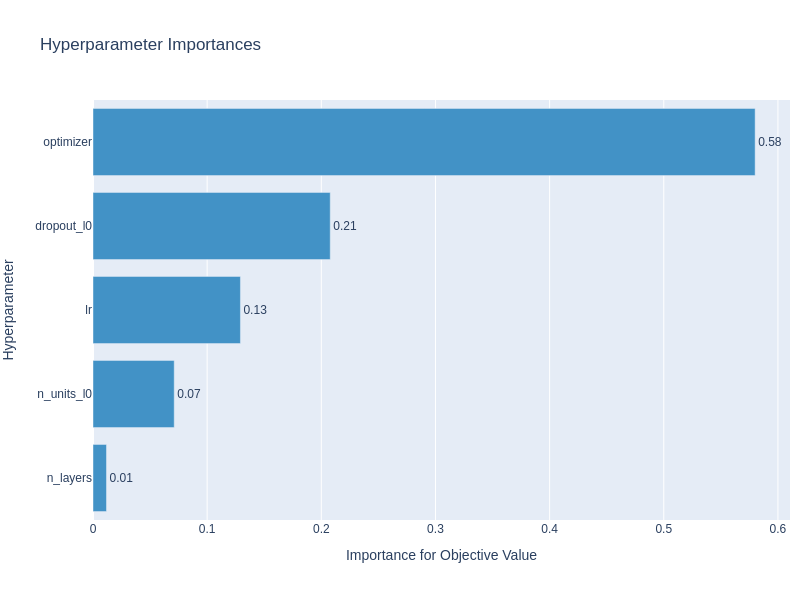 Hyperparameter Importances
Hyperparameter
optimizer
0.58
dropout_l0
0.21
lr
0.13
n_units_l0
0.07
n_layers
0.01
0
0.1
0.2
0.3
0.4
0.5
0.6
Importance for Objective Value